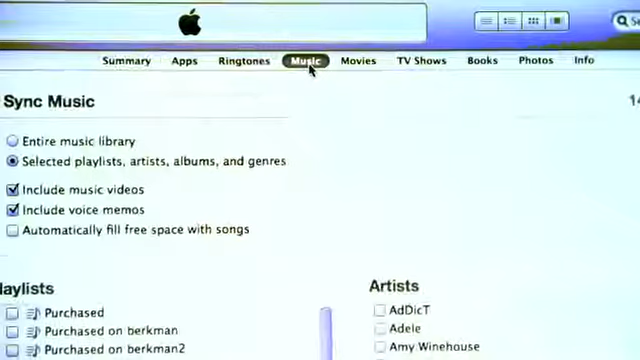 Summary Apps Ringtones Music Movies TV Shows Books Photos Info
Sync Music
Entire music library
Selected playlists, artists, albums, and genres
Include music videos
Include voice memos
Automatically fill free space with songs
laylists
Purchased
Purchased on berkman
Purchased on berkman2
Artists
AdDicT
Adele
Amy Winehouse